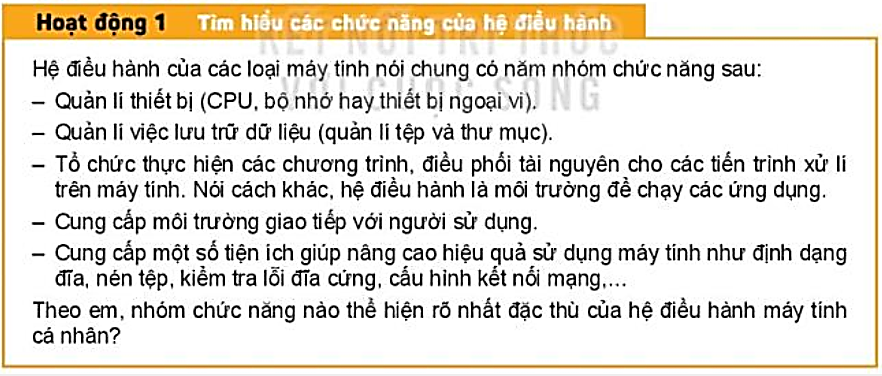 Hoạt động 1 Tìm hiểu các chức năng của hệ điều hành
KẾT NỐI TRI THỨC
VỚI CUỘC SỐNG
Hệ điều hành của các loại máy tính nói chung có năm nhóm chức năng sau:
– Quản lí thiết bị (CPU, bộ nhớ hay thiết bị ngoại vi).
– Quản lí việc lưu trữ dữ liệu (quản lí tệp và thư mục).
– Tổ chức thực hiện các chương trình, điều phối tài nguyên cho các tiến trình xử lí
trên máy tính. Nói cách khác, hệ điều hành là môi trường để chạy các ứng dụng.
– Cung cấp môi trường giao tiếp với người sử dụng.
– Cung cấp một số tiện ích giúp nâng cao hiệu quả sử dụng máy tính như định dạng
đĩa, nén tệp, kiểm tra lỗi đĩa cứng, cấu hình kết nối mạng,...
Theo em, nhóm chức năng nào thể hiện rõ nhất đặc thù của hệ điều hành máy tính
cá nhân?